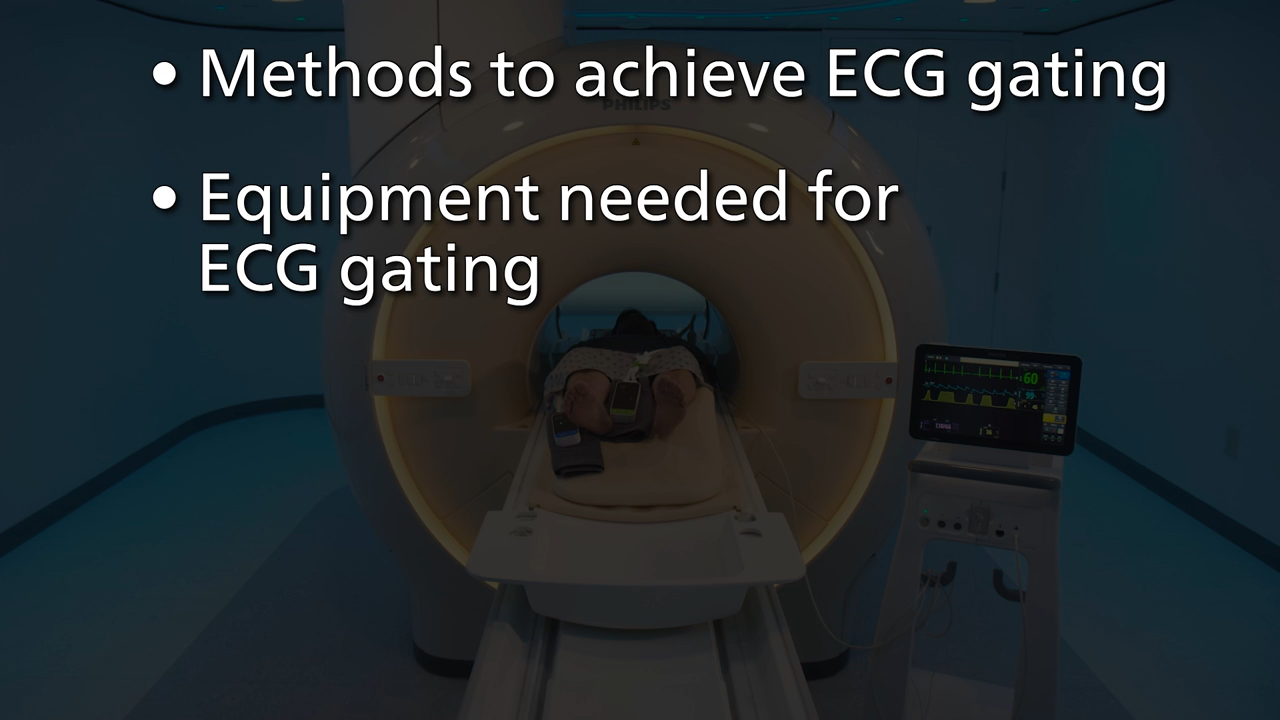 • Methods to achieve ECG gating
PHILIPS
• Equipment needed for
ECG gating
60